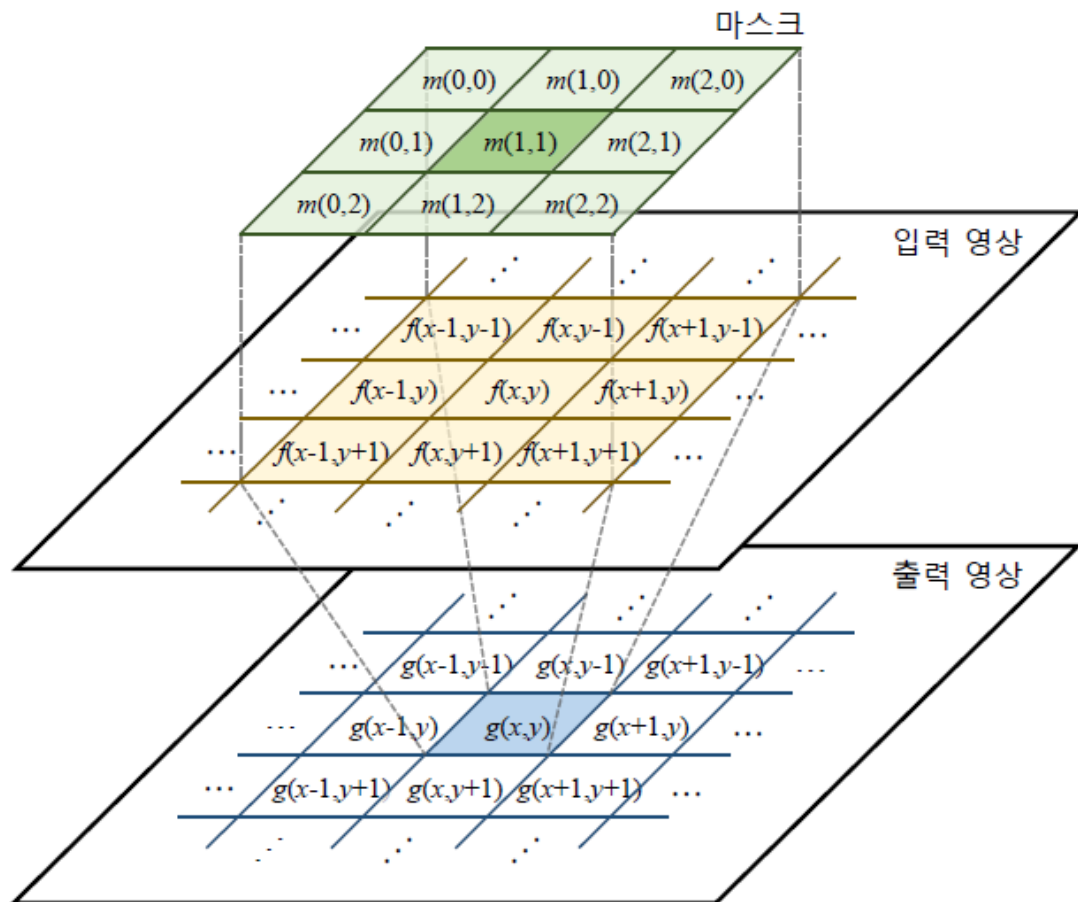 마스크
m(0,0) m(1,0) m(2,0)
m(0,1) m(1,1) m(2,1)
m(0,2) m(1,2) m(2,2)
입력 영상
⋰ ⋰ ⋰
… f(x-1,y-1) f(x,y-1) f(x+1,y-1) …
… f(x-1,y) f(x,y) f(x+1,y) …
… f(x-1,y+1) f(x,y+1) f(x+1,y+1) …
⋰ ⋰ ⋰
출력 영상
⋰ ⋰ ⋰
… g(x-1,y-1) g(x,y-1) g(x+1,y-1) …
… g(x-1,y) g(x,y) g(x+1,y) …
… g(x-1,y+1) g(x,y+1) g(x+1,y+1) …
⋰ ⋰ ⋰